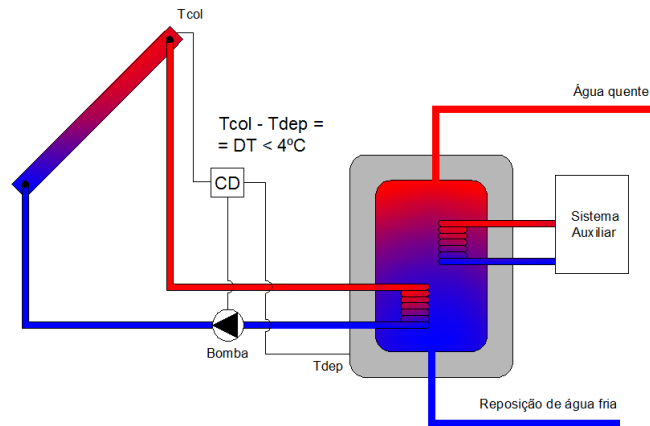 Tcol
Água quente
Tcol - Tdep =
= DT < 4ºC
CD
Sistema
Auxiliar
Bomba
Tdep
Reposição de água fria